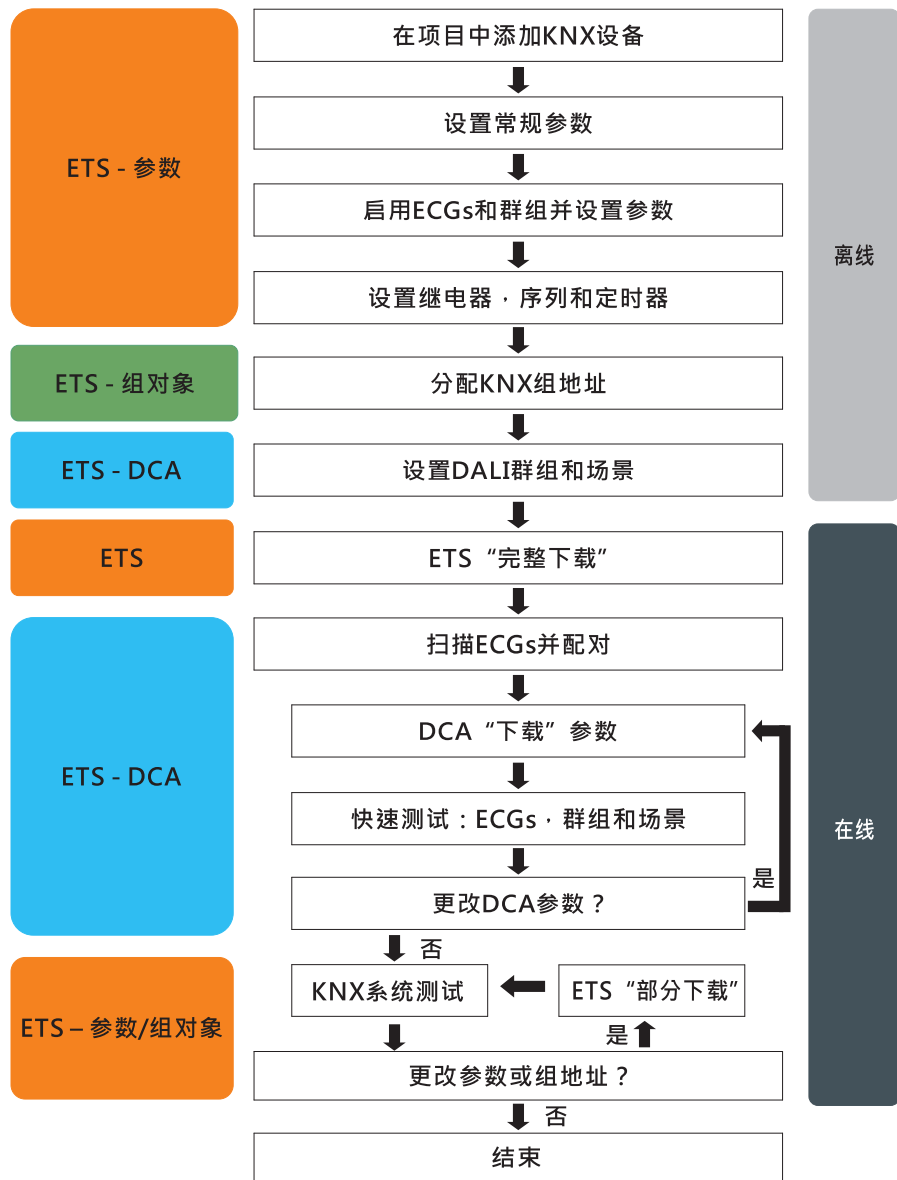 在项目中添加KNX设备
设置常规参数
ETS - 参数
启用ECGs和群组并设置参数
离线
设置继电器，序列和定时器
ETS - 组对象
分配KNX组地址
ETS - DCA
设置DALI群组和场景
ETS
ETS“完整下载”
扫描ECGs并配对
DCA“下载”参数
ETS - DCA
快速测试：ECGs，群组和场景
在线
是
更改DCA参数？
否
KNX系统测试
ETS“部分下载”
ETS – 参数/组对象
是
更改参数或组地址？
否
结束